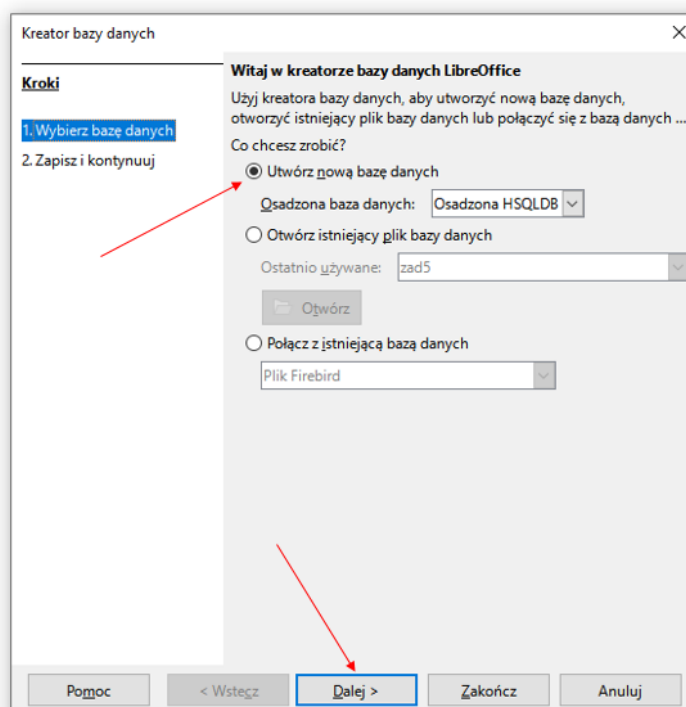 Kreator bazy danych
Kroki
1. Wybierz bazę danych
2. Zapisz i kontynuuj
Witaj w kreatorze bazy danych LibreOffice
Użyj kreatora bazy danych, aby utworzyć nową bazę danych,
otworzyć istniejący plik bazy danych lub połączyć się z bazą danych ...
Co chcesz zrobić?
Utwórz nową bazę danych
Osadzona baza danych: Osadzona HSQLDB
Otwórz istniejący plik bazy danych
Ostatnio używane: zad5
Otwórz
Połącz z istniejącą bazą danych
Plik Firebird
Pomoc < Wstecz Dalej > Zakończ Anuluj